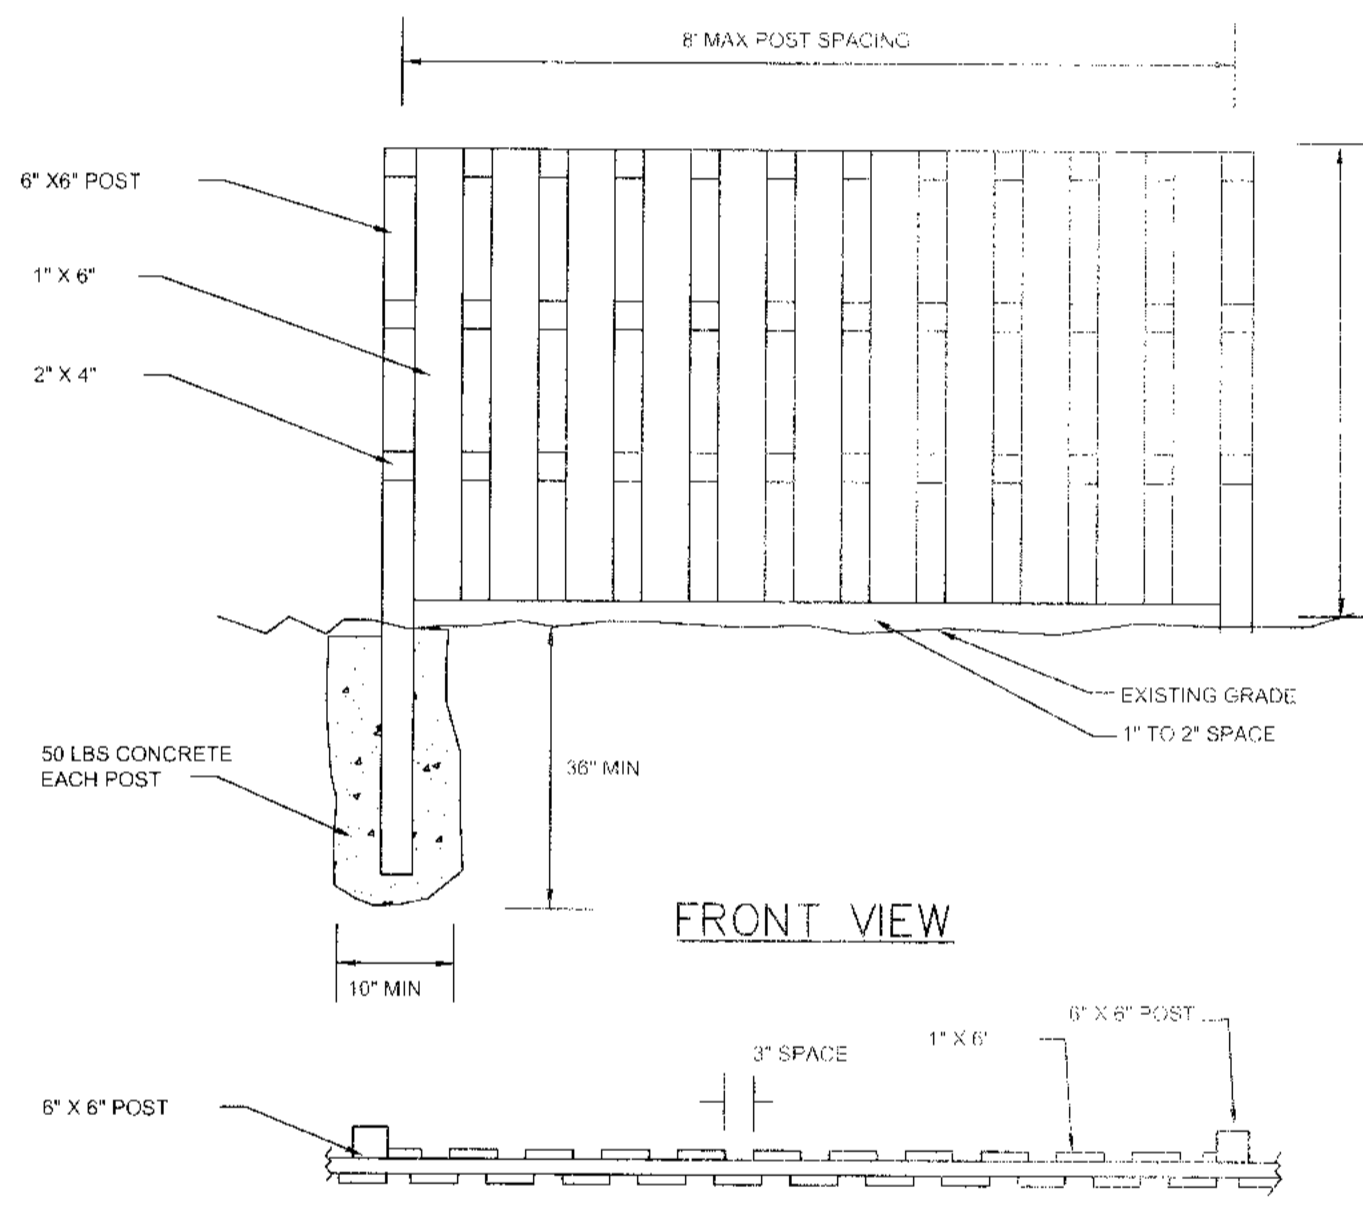 8' MAX POST SPACING
6" X6" POST
1" X 6"
2" X 4"
EXISTING GRADE
1" TO 2" SPACE
50 LBS CONCRETE
EACH POST
36" MIN
FRONT VIEW
10" MIN
6" X 6" POST
1" X 6'
3" SPACE
6" X 6" POST